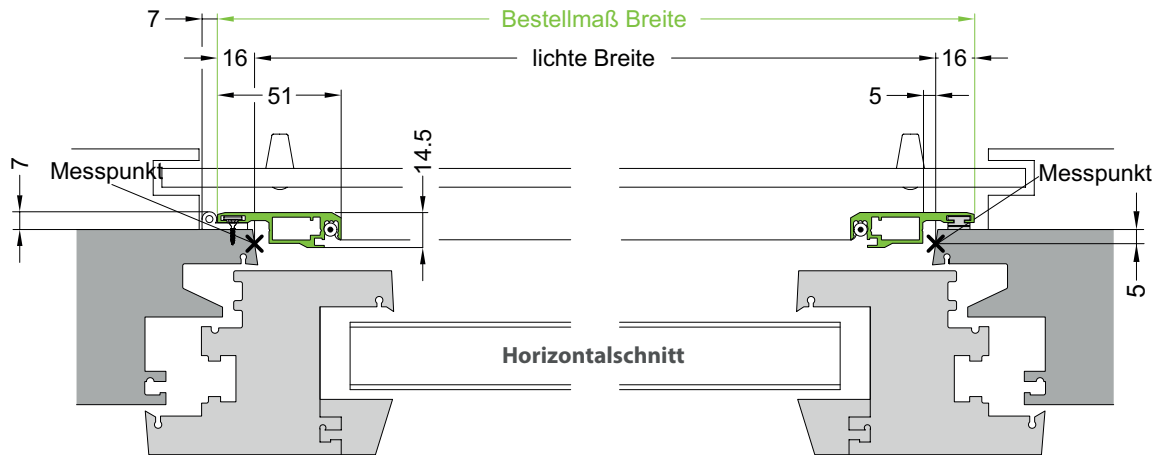 7
Bestellmaß Breite
16
lichte Breite
16
51
5
14.5
7
Messpunkt
Messpunkt
5
Horizontalschnitt